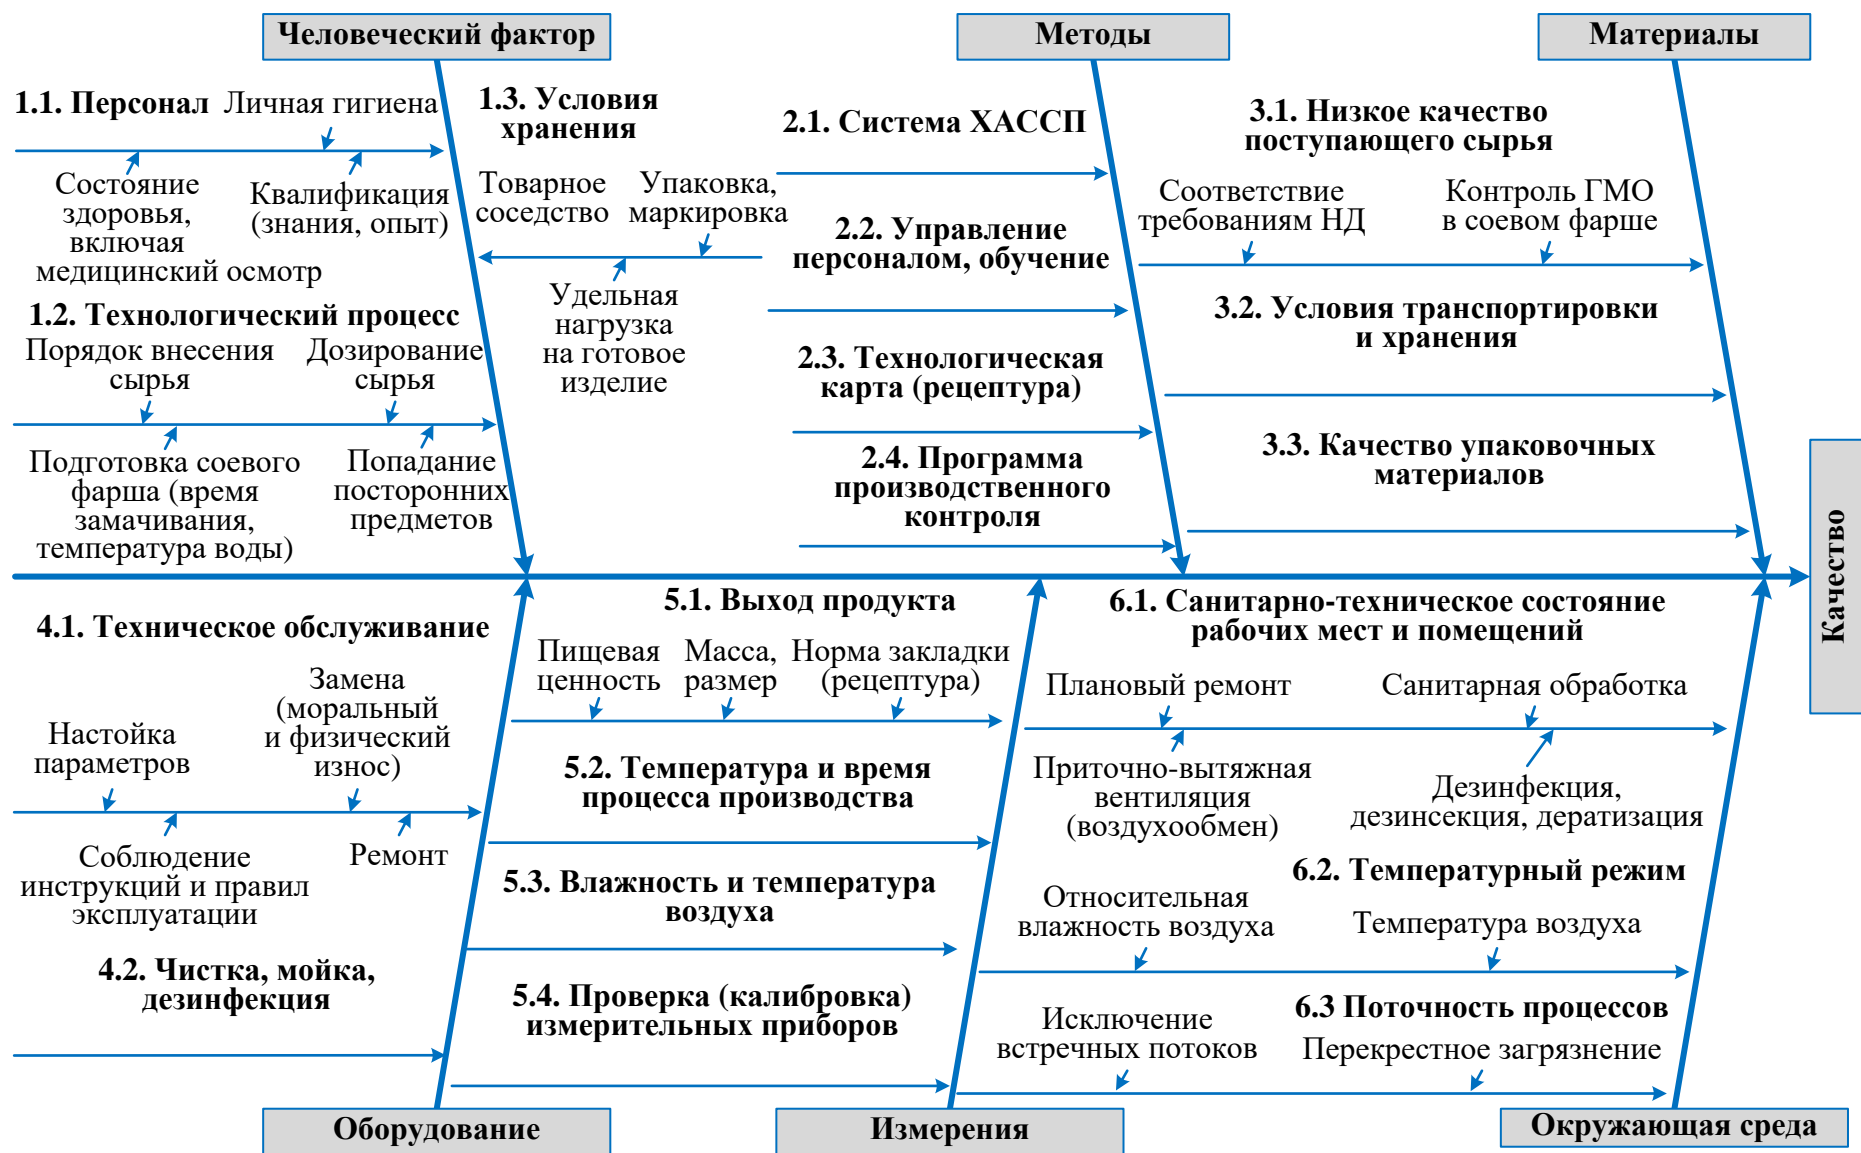 Человеческий фактор
Методы
Материалы
1.1. Персонал
Личная гигиена
Состояние
здоровья,
включая
медицинский осмотр
Квалификация
(знания, опыт)
1.2. Технологический процесс
Порядок внесения
сырья
Дозирование
сырья
Подготовка соевого
фарша (время
замачивания,
температура воды)
Попадание
посторонних
предметов
1.3. Условия
хранения
Товарное
соседство
Упаковка,
маркировка
Удельная
нагрузка
на готовое
изделие
2.1. Система ХАССП
2.2. Управление
персоналом, обучение
2.3. Технологическая
карта (рецептура)
2.4. Программа
производственного
контроля
3.1. Низкое качество
поступающего сырья
Соответствие
требованиям НД
Контроль ГМО
в соевом фарше
3.2. Условия транспортировки
и хранения
3.3. Качество упаковочных
материалов
Качество
4.1. Техническое обслуживание
Настойка
параметров
Замена
(моральный
и физический
износ)
Соблюдение
инструкций и правил
эксплуатации
Ремонт
4.2. Чистка, мойка,
дезинфекция
5.1. Выход продукта
Пищевая
ценность
Масса,
размер
Норма закладки
(рецептура)
5.2. Температура и время
процесса производства
5.3. Влажность и температура
воздуха
5.4. Проверка (калибровка)
измерительных приборов
6.1. Санитарно-техническое состояние
рабочих мест и помещений
Плановый ремонт
Санитарная обработка
Приточно-вытяжная
вентиляция
(воздухообмен)
Дезинфекция,
дезинсекция, дератизация
6.2. Температурный режим
Относительная
влажность воздуха
Температура воздуха
6.3 Поточность процессов
Исключение
встречных потоков
Перекрестное загрязнение
Оборудование
Измерения
Окружающая среда